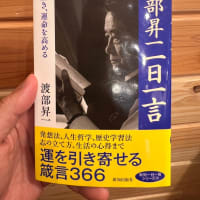 部昇一一日一言
き、運命を高める
渡部昇一
発想法、人生哲学、歴史学習法
志の立て方、生活の心得まで
運を引き寄せる
箴言366